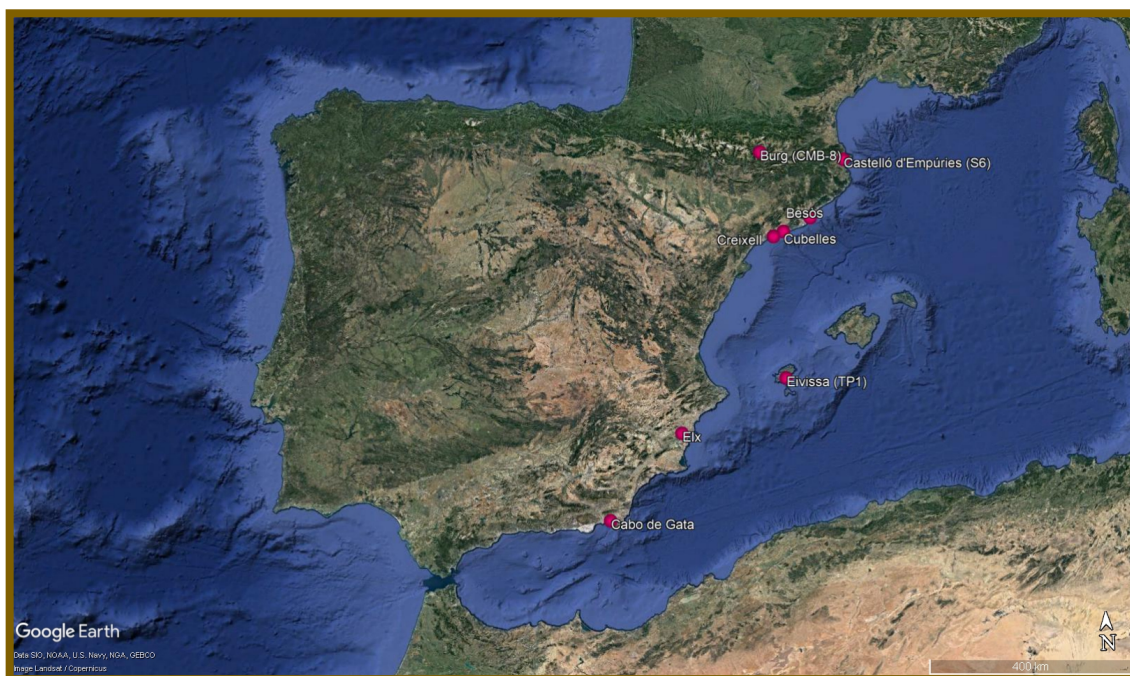 Burg (CMB-8)
Castelló d'Empúries (S6)
Besòs
Creixell
Cubelles
Eivissa (TP1)
Elx
Cabo de Gata
Google Earth
Data SIO, NOAA, U.S. Navy, NGA, GEBCO
Image Landsat / Copernicus
N
400 km